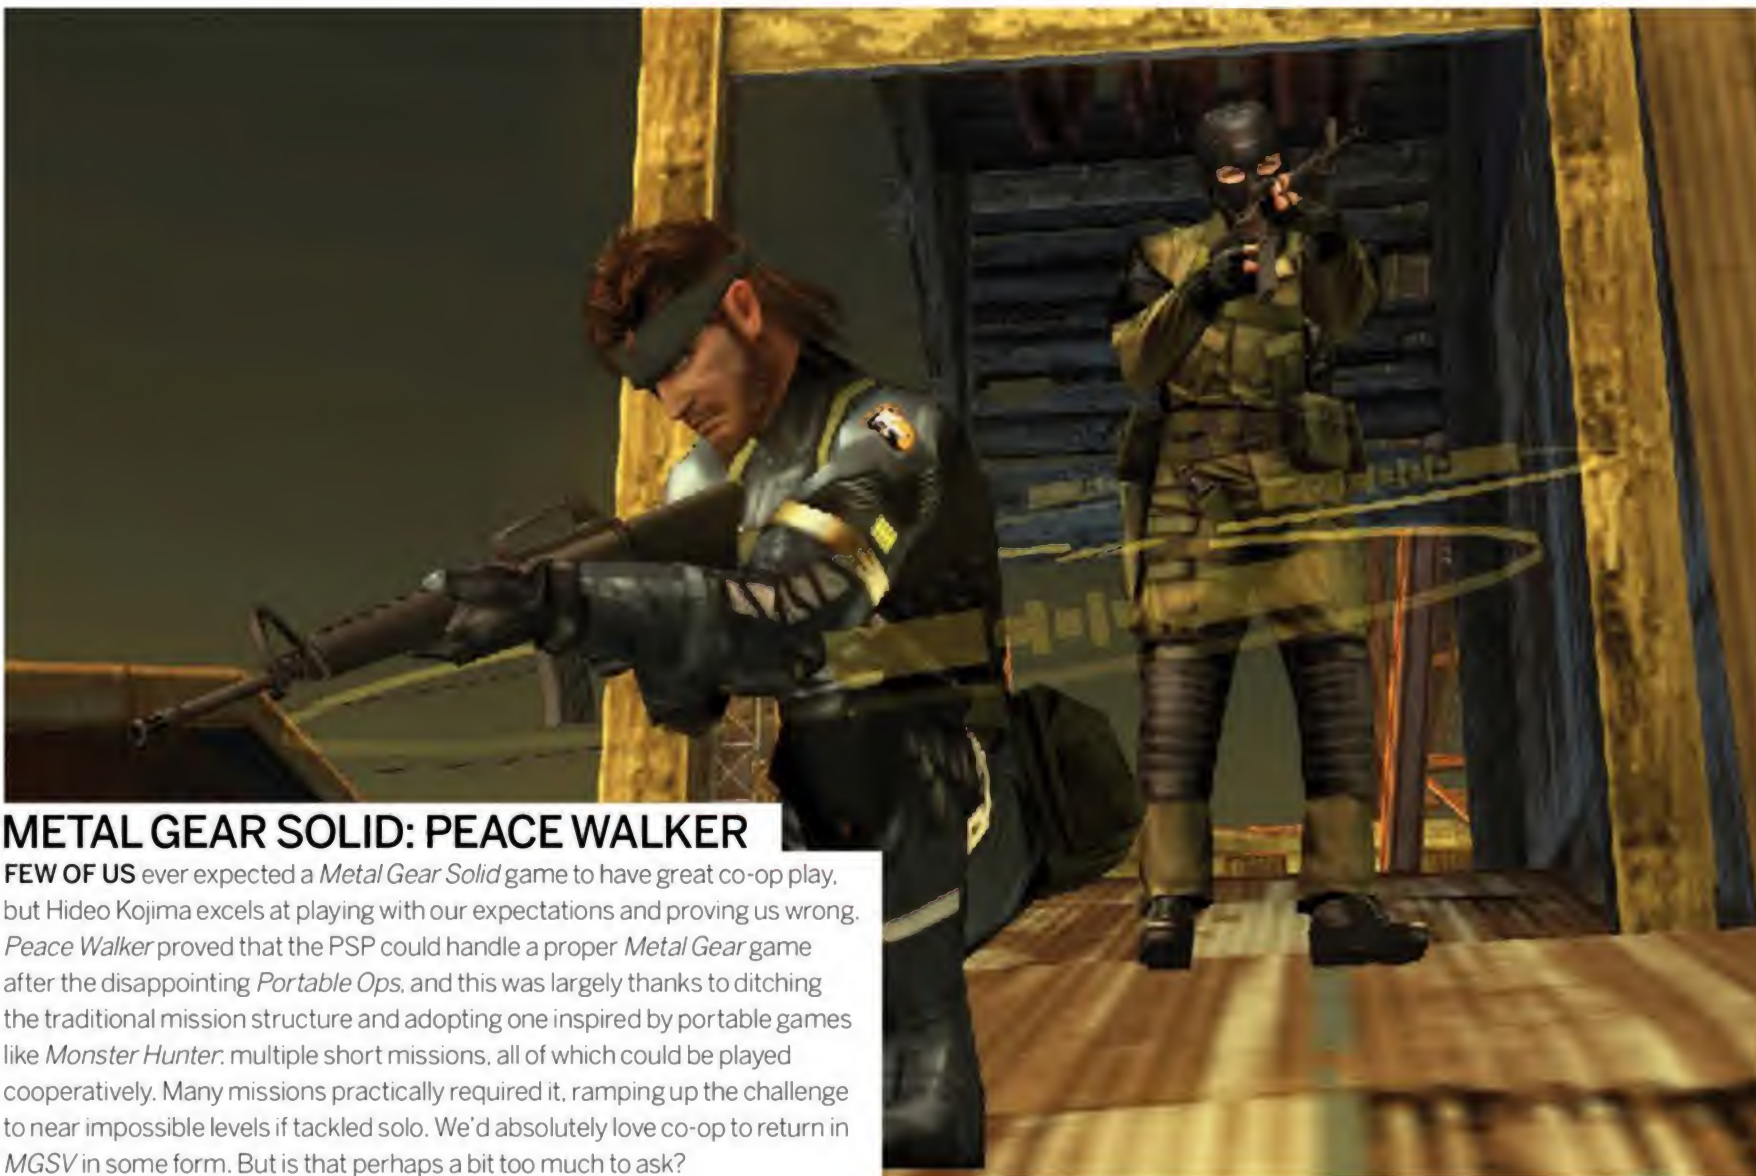 METAL GEAR SOLID: PEACE WALKER
FEW OF US ever expected a Metal Gear Solid game to have great co-op play,
but Hideo Kojima excels at playing with our expectations and proving us wrong.
Peace Walker proved that the PSP could handle a proper Metal Gear game
after the disappointing Portable Ops, and this was largely thanks to ditching
the traditional mission structure and adopting one inspired by portable games
like Monster Hunter: multiple short missions, all of which could be played
cooperatively. Many missions practically required it, ramping up the challenge
to near impossible levels if tackled solo. We'd absolutely love co-op to return in
MGSV in some form. But is that perhaps a bit too much to ask?